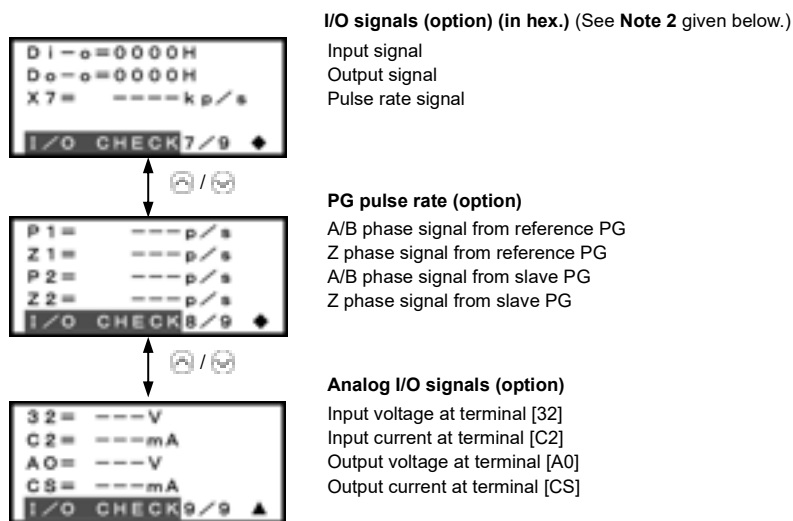 I/O signals (option) (in hex.) (See Note 2 given below.)
Di-o=0000H
Input signal
Do-o=0000H
Output signal
X7= ----kp/s
Pulse rate signal
I/O CHECK 7/9 ◆
/
PG pulse rate (option)
P1= ---p/s
A/B phase signal from reference PG
Z1= ---p/s
Z phase signal from reference PG
P2= ---p/s
A/B phase signal from slave PG
Z2= ---p/s
Z phase signal from slave PG
I/O CHECK 8/9 ◆
/
Analog I/O signals (option)
32= ---V
Input voltage at terminal [32]
C2= ---mA
Input current at terminal [C2]
AO= ---V
Output voltage at terminal [A0]
CS= ---mA
Output current at terminal [CS]
I/O CHECK 9/9 ▲